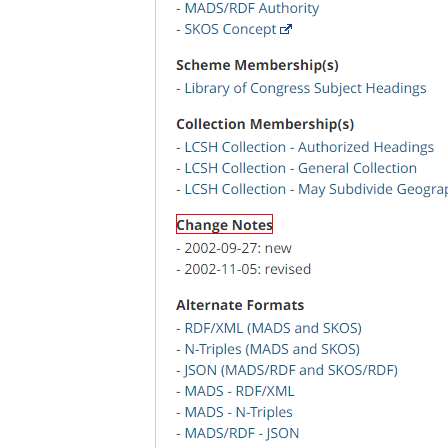 - MADS/RDF Authority
- SKOS Concept
Scheme Membership(s)
- Library of Congress Subject Headings
Collection Membership(s)
- LCSH Collection - Authorized Headings
- LCSH Collection - General Collection
- LCSH Collection - May Subdivide
Change Notes
- 2002-09-27: new
- 2002-11-05: revised
Alternate Formats
- RDF/XML (MADS and SKOS)
- N-Triples (MADS and SKOS)
- JSON (MADS/RDF and SKOS/RDF)
- MADS - RDF/XML
- MADS - N-Triples
- MADS/RDF - JSON